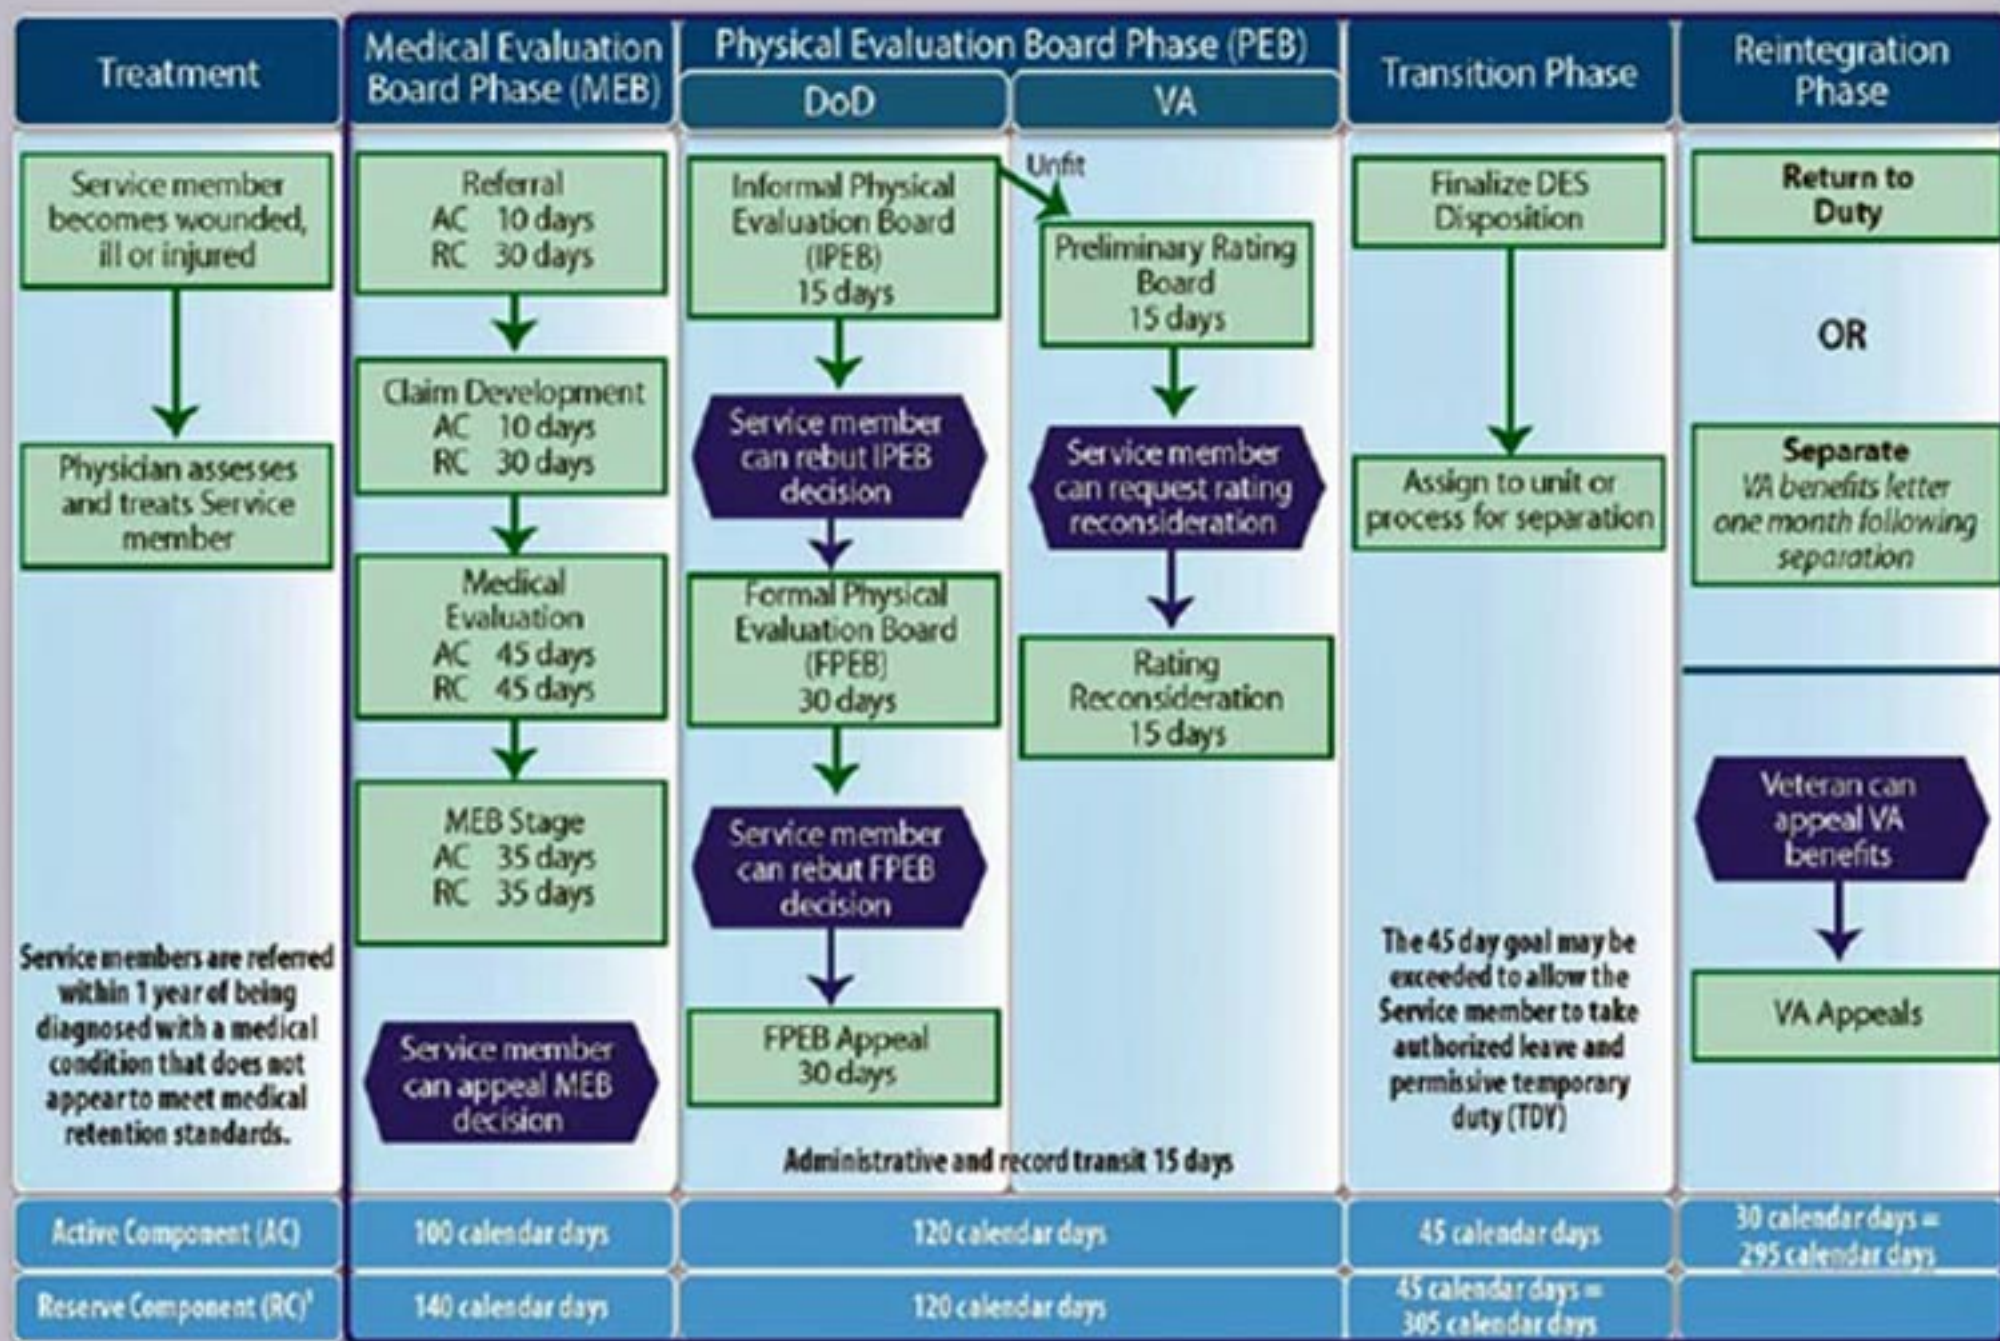 Treatment
Service member
becomes wounded,
ill or injured
Physician assesses
and treats Service
member
Service members are referred
within 1 year of being
diagnosed with a medical
condition that does not
appear to meet medical
retention standards.
Medical Evaluation
Board Phase (MEB)
Referral
AC 10 days
RC 30 days
Claim Development
AC 10 days
RC 30 days
Medical
Evaluation
AC 45 days
RC 45 days
MEB Stage
AC 35 days
RC 35 days
Service member
can appeal MEB
decision
Physical Evaluation Board Phase (PEB)
DoD
Informal Physical
Evaluation Board
(IPEB)
15 days
Service member
can rebut IPEB
decision
Formal Physical
Evaluation Board
(FPEB)
30 days
Service member
can rebut FPEB
decision
FPEB Appeal
30 days
VA
Unfit
Preliminary Rating
Board
15 days
Service member
can request rating
reconsideration
Rating
Reconsideration
15 days
Administrative and record transit 15 days
Transition Phase
Finalize DES
Disposition
Assign to unit or
process for separation
The 45 day goal may be
exceeded to allow the
Service member to take
authorized leave and
permissive temporary
duty (TDY)
Reintegration
Phase
Return to
Duty
OR
Separate
VA benefits letter
one month following
separation
Veteran can
appeal VA
benefits
VA Appeals
Active Component (AC)
100 calendar days
120 calendar days
45 calendar days
30 calendar days =
295 calendar days
Reserve Component (RC)¹
140 calendar days
120 calendar days
45 calendar days =
305 calendar days